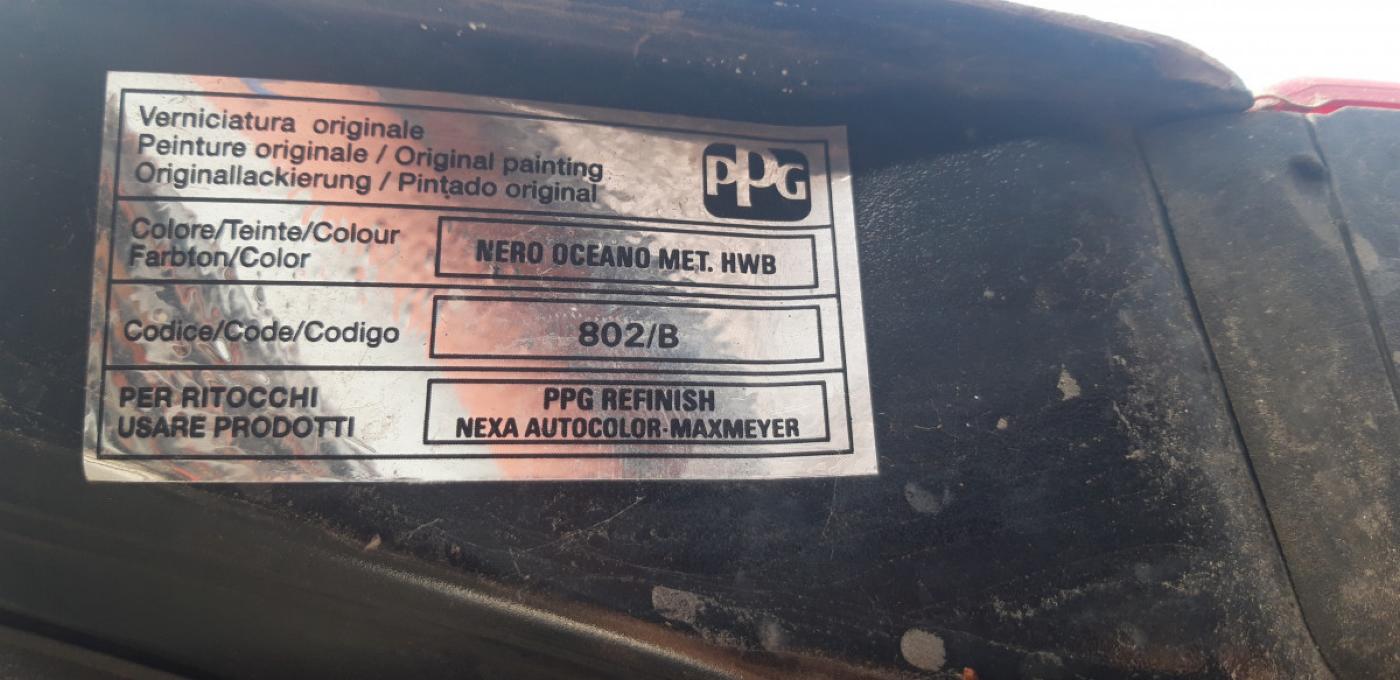 Verniciatura originale
Peinture originale / Original painting
Originallackierung / Pintado original
PPG
Colore/Teinte/Colour
Farbton/Color
NERO OCEANO MET. HWB
Codice/Code/Codigo
802/B
PER RITOCCHI
USARE PRODOTTI
PPG REFINISH
NEXA AUTOCOLOR-MAXMEYER